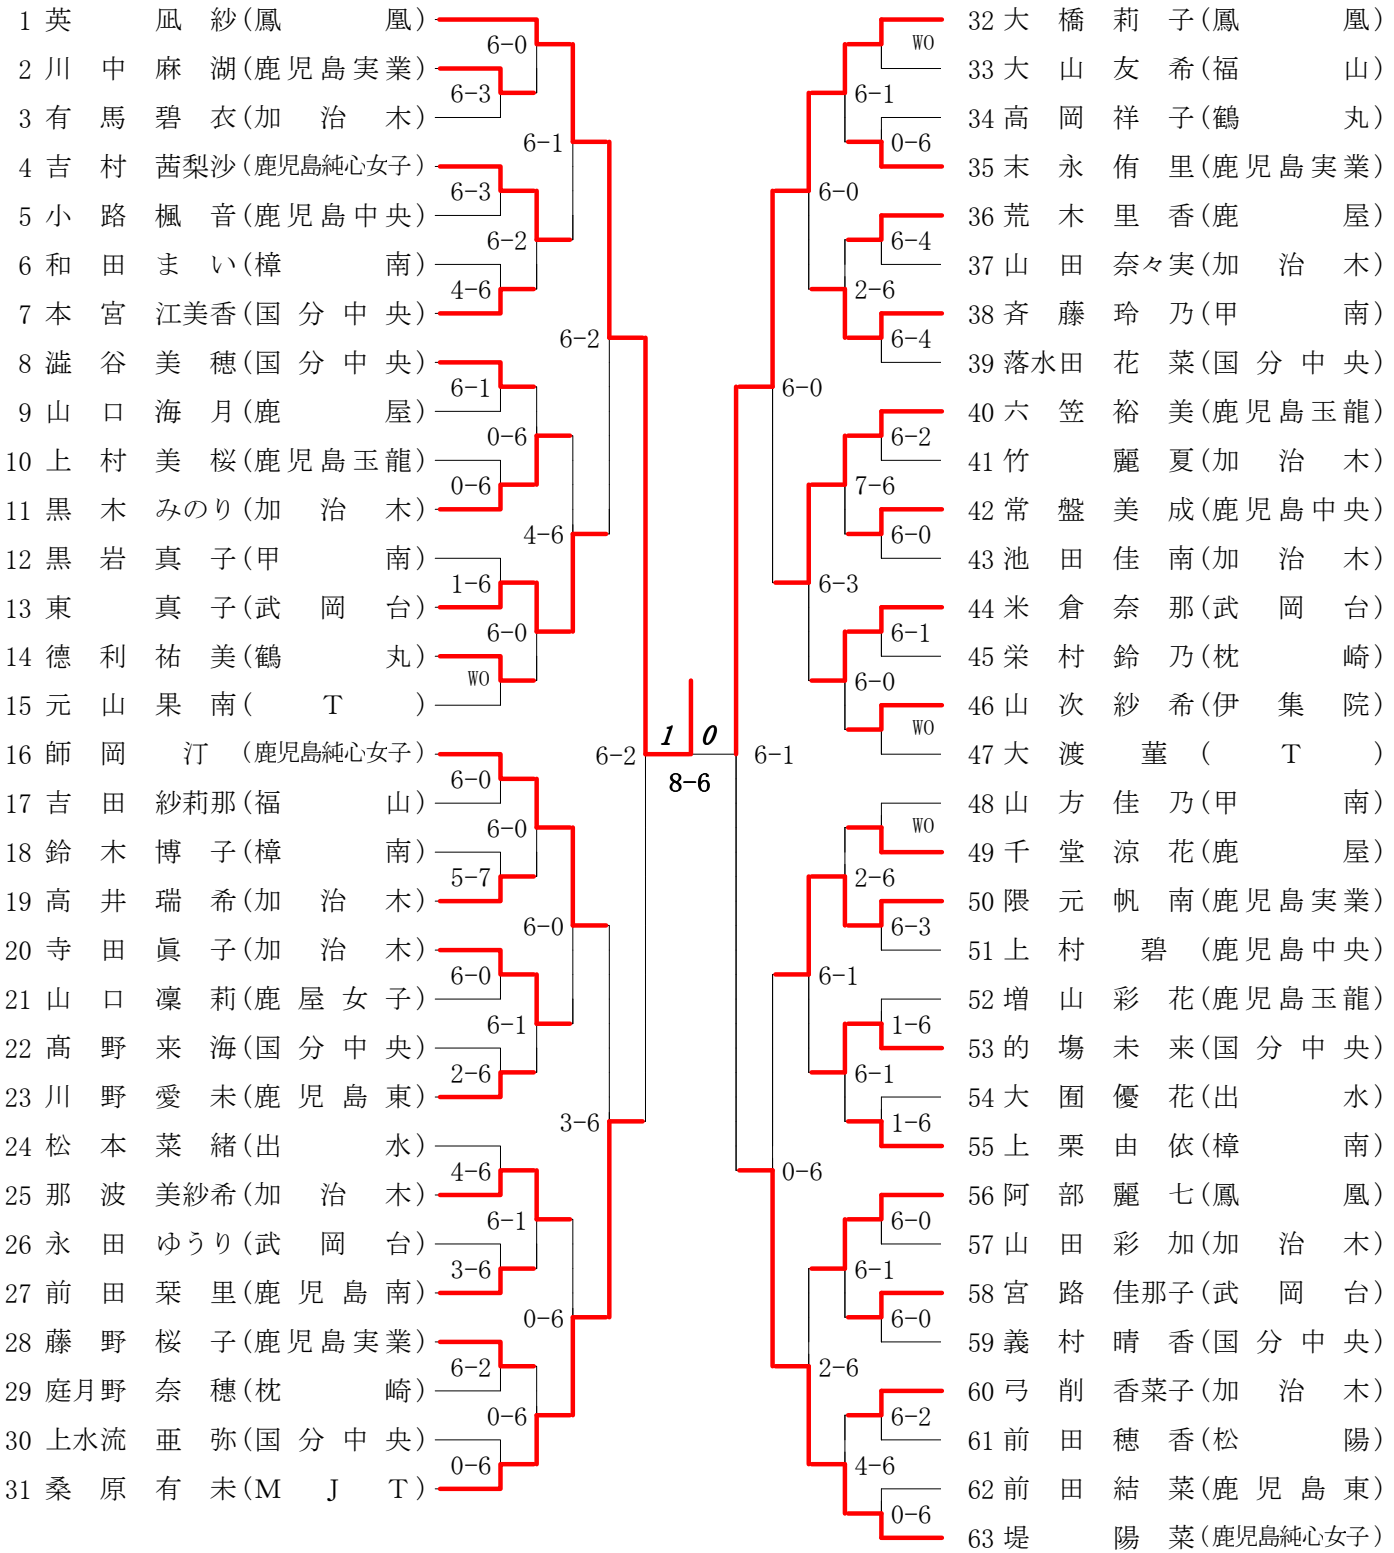 1 英 凪 紗 (鳳 凰)
6-0
2 川 中 麻 湖 (鹿児島実業)
6-3
3 有 馬 碧 衣 (加 治 木)
6-1
4 吉 村 茜梨沙 (鹿児島純心女子)
6-3
5 小 路 楓 音 (鹿児島中央)
6-2
6 和 田 ま い (樟 南)
4-6
7 本 宮 江美香 (国 分 中 央)
6-2
8 澁 谷 美 穂 (国 分 中 央)
6-1
9 山 口 海 月 (鹿 屋)
0-6
10 上 村 美 桜 (鹿児島玉龍)
0-6
11 黒 木 みのり (加 治 木)
4-6
12 黒 岩 真 子 (甲 南)
1-6
13 東 真 子 (武 岡 台)
6-0
14 德 利 祐 美 (鶴 丸)
WO
15 元 山 果 南 ( T )
6-2
16 師 岡 汀 (鹿児島純心女子)
6-0
17 吉 田 紗莉那 (福 山)
6-0
18 鈴 木 博 子 (樟 南)
5-7
19 高 井 瑞 希 (加 治 木)
6-0
20 寺 田 眞 子 (加 治 木)
6-0
21 山 口 凜 莉 (鹿 屋 女 子)
6-1
22 髙 野 来 海 (国 分 中 央)
2-6
23 川 野 愛 未 (鹿 児 島 東)
3-6
24 松 本 菜 緒 (出 水)
4-6
25 那 波 美紗希 (加 治 木)
6-1
26 永 田 ゆうり (武 岡 台)
3-6
27 前 田 栞 里 (鹿 児 島 南)
0-6
28 藤 野 桜 子 (鹿児島実業)
6-2
29 庭月野 奈 穂 (枕 崎)
0-6
30 上水流 亜 弥 (国 分 中 央)
0-6
31 桑 原 有 未 (M J T)
1 0
8-6
32 大 橋 莉 子 (鳳 凰)
WO
33 大 山 友 希 (福 山)
6-1
34 高 岡 祥 子 (鶴 丸)
0-6
35 末 永 侑 里 (鹿児島実業)
6-0
36 荒 木 里 香 (鹿 屋)
6-4
37 山 田 奈々実 (加 治 木)
2-6
38 斉 藤 玲 乃 (甲 南)
6-4
39 落水田 花 菜 (国 分 中 央)
6-0
40 六 笠 裕 美 (鹿児島玉龍)
6-2
41 竹 麗 夏 (加 治 木)
7-6
42 常 盤 美 成 (鹿児島中央)
6-0
43 池 田 佳 南 (加 治 木)
6-3
44 米 倉 奈 那 (武 岡 台)
6-1
45 栄 村 鈴 乃 (枕 崎)
6-0
46 山 次 紗 希 (伊 集 院)
WO
47 大 渡 菫 ( T )
6-1
48 山 方 佳 乃 (甲 南)
WO
49 千 堂 涼 花 (鹿 屋)
2-6
50 隈 元 帆 南 (鹿児島実業)
6-3
51 上 村 碧 (鹿児島中央)
6-1
52 増 山 彩 花 (鹿児島玉龍)
1-6
53 的 場 未 来 (国 分 中 央)
6-1
54 大 囿 優 花 (出 水)
1-6
55 上 栗 由 依 (樟 南)
0-6
56 阿 部 麗 七 (鳳 凰)
6-0
57 山 田 彩 加 (加 治 木)
6-1
58 宮 路 佳那子 (武 岡 台)
6-0
59 義 村 晴 香 (国 分 中 央)
2-6
60 弓 削 香菜子 (加 治 木)
6-2
61 前 田 穂 香 (松 陽)
4-6
62 前 田 結 菜 (鹿 児 島 東)
0-6
63 堤 陽 菜 (鹿児島純心女子)